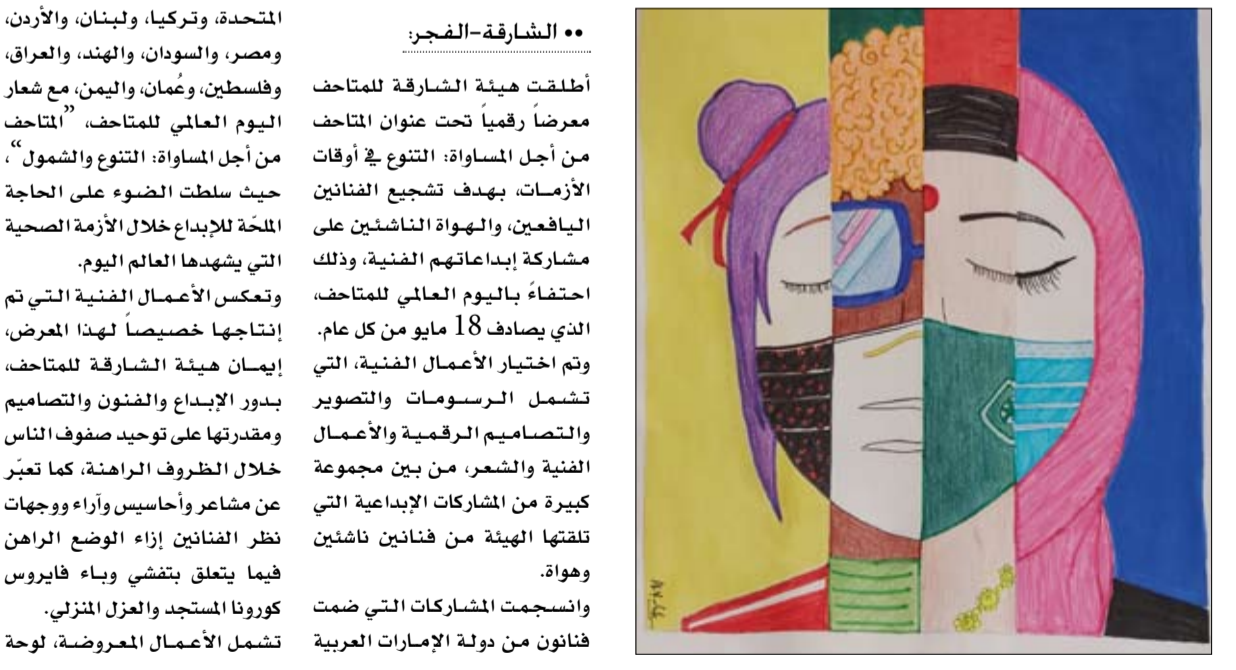 •• الشارقة-الفجر:
أطلقت هيئة الشارقة للمتاحف
معرضاً رقمياً تحت عنوان المتاحف
من أجل المساواة: التنوع في أوقات
الأزمات، بهدف تشجيع الفنانين
اليافعين، والهواة الناشئين على
مشاركة إبداعاتهم الفنية، وذلك
احتفاءً باليوم العالمي للمتاحف،
الذي يصادف 18 مايو من كل عام.
وتم اختيار الأعمال الفنية، التي
تشمل الرسومات والتصوير
والتصاميم الرقمية والأعمال
الفنية والشعر، من بين مجموعة
كبيرة من المشاركات الإبداعية التي
تلقتها الهيئة من فنانين ناشئين
وهواة.
وانسجمت المشاركات التي ضمت
فنانون من دولة الإمارات العربية
المتحدة، وتركيا، ولبنان، والأردن،
ومصر، والسودان، والهند، والعراق،
وفلسطين، وعُمان، واليمن، مع شعار
اليوم العالمي للمتاحف، ”المتاحف
من أجل المساواة: التنوع والشمول“،
حيث سلطت الضوء على الحاجة
الملحّة للإبداع خلال الأزمة الصحية
التي يشهدها العالم اليوم.
وتعكس الأعمال الفنية التي تم
إنتاجها خصيصاً لهذا المعرض،
إيمان هيئة الشارقة للمتاحف،
بدور الإبداع والفنون والتصاميم
ومقدرتها على توحيد صفوف الناس
خلال الظروف الراهنة، كما تعبّر
عن مشاعر وأحاسيس وآراء ووجهات
نظر الفنانين إزاء الوضع الراهن
فيما يتعلق بتفشي وباء فايروس
كورونا المستجد والعزل المنزلي.
تشمل الأعمال المعروضة، لوحة